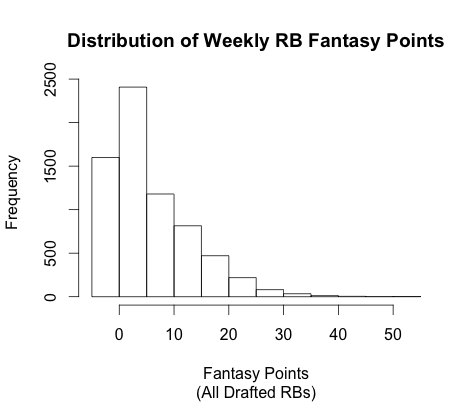 Distribution of Weekly RB Fantasy Points
Frequency
2500
1500
500
0
0 10 20 30 40 50
Fantasy Points
(All Drafted RBs)